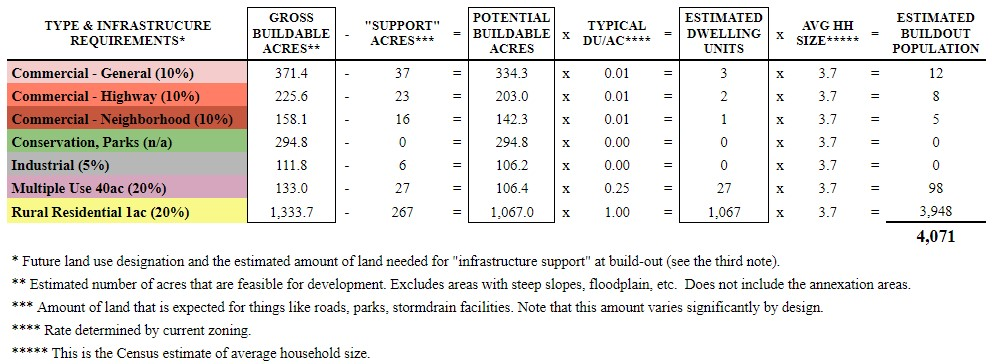 TYPE & INFRASTRUCURE REQUIREMENTS* GROSS BUILDABLE ACRES** - "SUPPORT" ACRES*** = POTENTIAL BUILDABLE ACRES x TYPICAL DU/AC**** = ESTIMATED DWELLING UNITS x AVG HH SIZE***** = ESTIMATED BUILDOUT POPULATION
Commercial - General (10%) 371.4 - 37 = 334.3 x 0.01 = 3 x 3.7 = 12
Commercial - Highway (10%) 225.6 - 23 = 203.0 x 0.01 = 2 x 3.7 = 8
Commercial - Neighborhood (10%) 158.1 - 16 = 142.3 x 0.01 = 1 x 3.7 = 5
Conservation, Parks (n/a) 294.8 - 0 = 294.8 x 0.00 = 0 x 3.7 = 0
Industrial (5%) 111.8 - 6 = 106.2 x 0.00 = 0 x 3.7 = 0
Multiple Use 40ac (20%) 133.0 - 27 = 106.4 x 0.25 = 27 x 3.7 = 98
Rural Residential 1ac (20%) 1,333.7 - 267 = 1,067.0 x 1.00 = 1,067 x 3.7 = 3,948
4,071
* Future land use designation and the estimated amount of land needed for "infrastructure support" at build-out (see the third note).
** Estimated number of acres that are feasible for development. Excludes areas with steep slopes, floodplain, etc. Does not include the annexation areas.
*** Amount of land that is expected for things like roads, parks, stormdrain facilities. Note that this amount varies significantly by design.
**** Rate determined by current zoning.
***** This is the Census estimate of average household size.